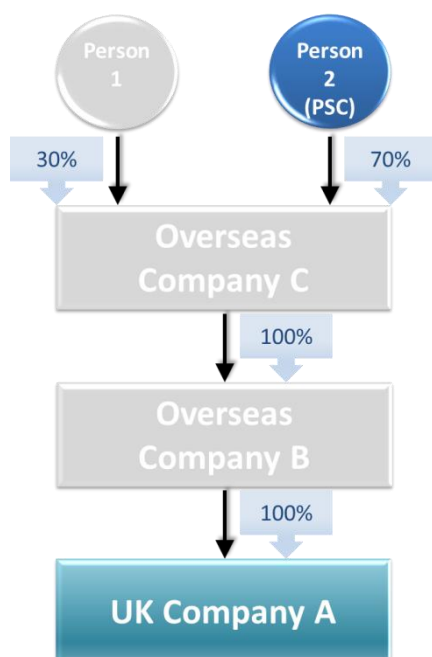 Person
1
Person
2
(PSC)
30%
70%
Overseas
Company C
100%
Overseas
Company B
100%
UK Company A